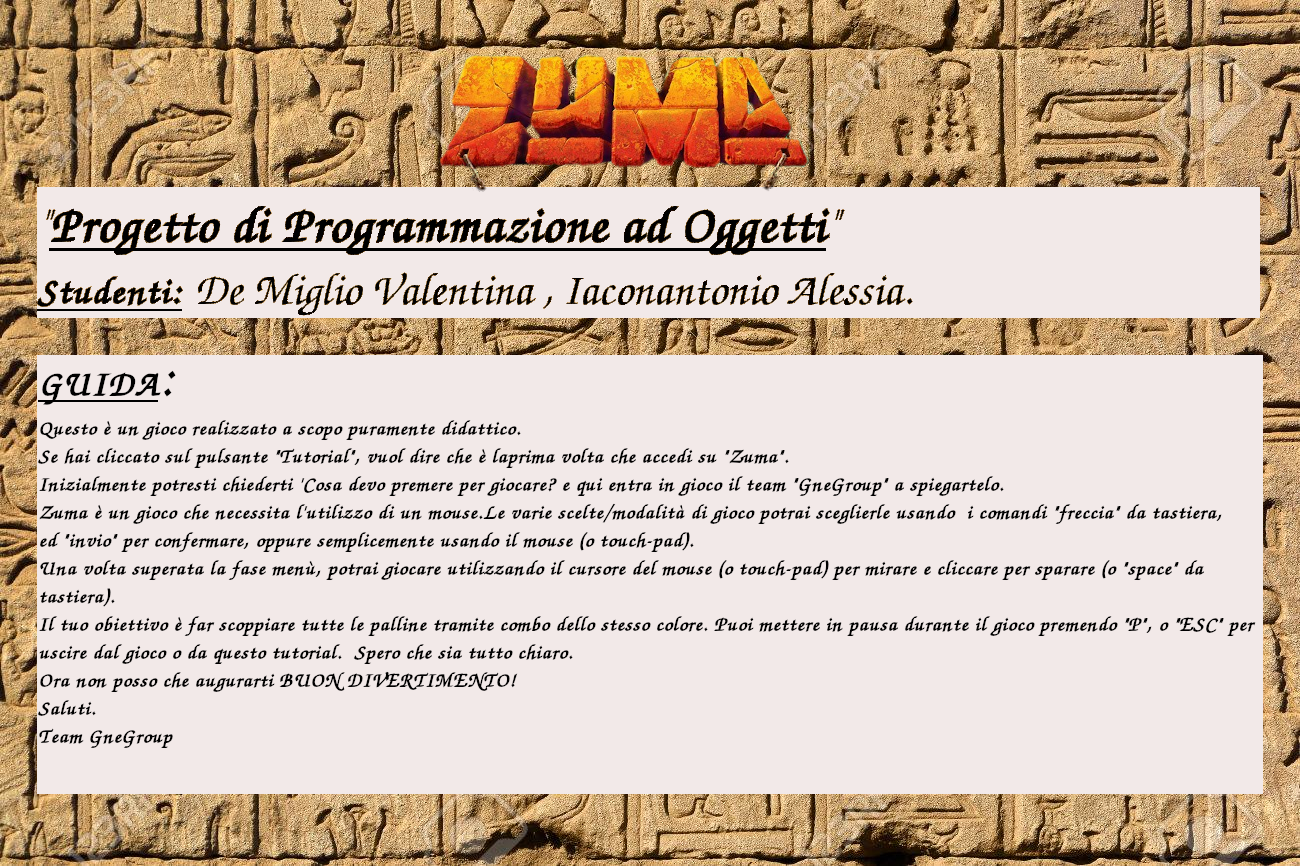 ZUMA
"Progetto di Programmazione ad Oggetti"
Studenti: De Miglio Valentina , Iaconantonio Alessia.
GUIDA:
Questo è un gioco realizzato a scopo puramente didattico.
Se hai cliccato sul pulsante "Tutorial", vuol dire che è laprima volta che accedi su "Zuma".
Inizialmente potresti chiederti 'Cosa devo premere per giocare? e qui entra in gioco il team "GneGroup" a spiegartelo.
Zuma è un gioco che necessita l'utilizzo di un mouse.Le varie scelte/modalità di gioco potrai sceglierle usando  i comandi "freccia" da tastiera,
ed "invio" per confermare, oppure semplicemente usando il mouse (o touch-pad).
Una volta superata la fase menù, potrai giocare utilizzando il cursore del mouse (o touch-pad) per mirare e cliccare per sparare (o "space" da
tastiera).
Il tuo obiettivo è far scoppiare tutte le palline tramite combo dello stesso colore. Puoi mettere in pausa durante il gioco premendo "P", o "ESC" per
uscire dal gioco o da questo tutorial.  Spero che sia tutto chiaro.
Ora non posso che augurarti BUON DIVERTIMENTO!
Saluti.
Team GneGroup